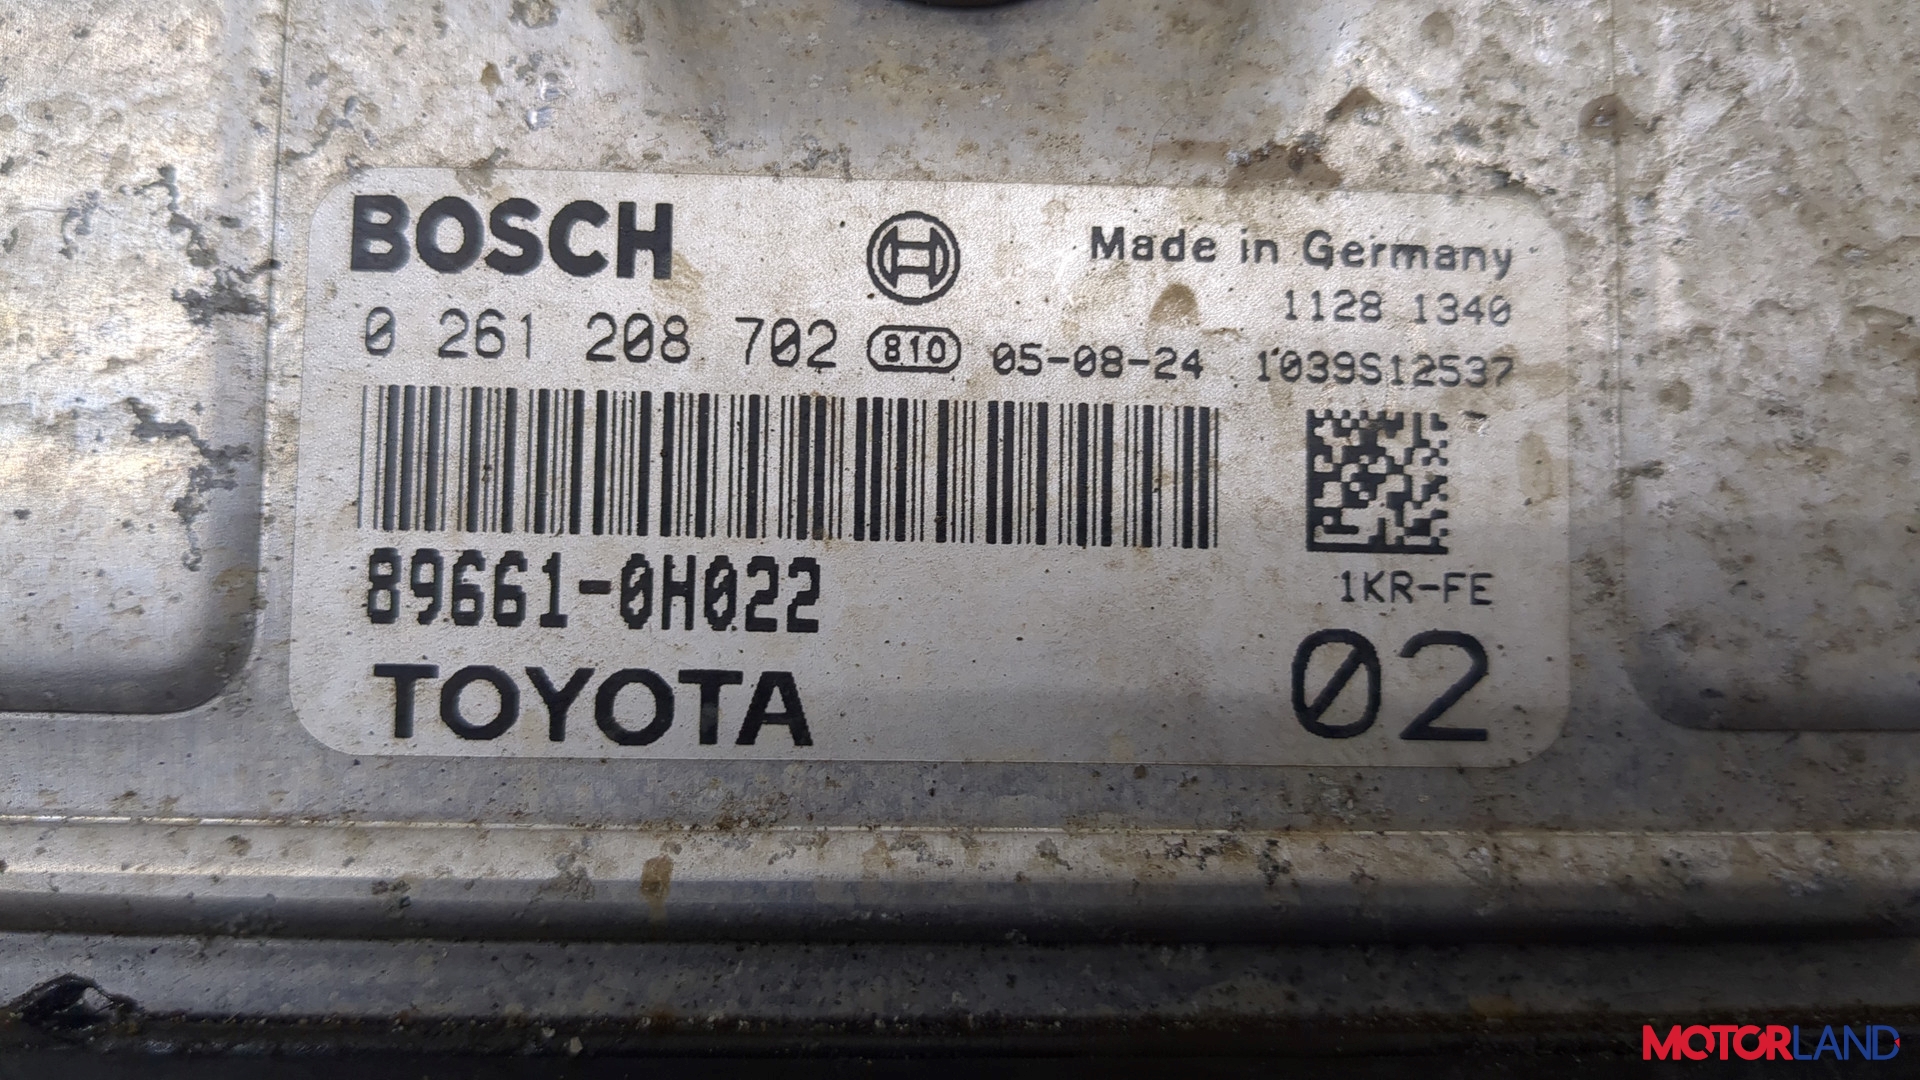 BOSCH
Made in Germany
1128 1340
0 261 208 702 810 05-08-24 1039S12537
89661-0H022
1KR-FE
TOYOTA
02
MOTORLAND